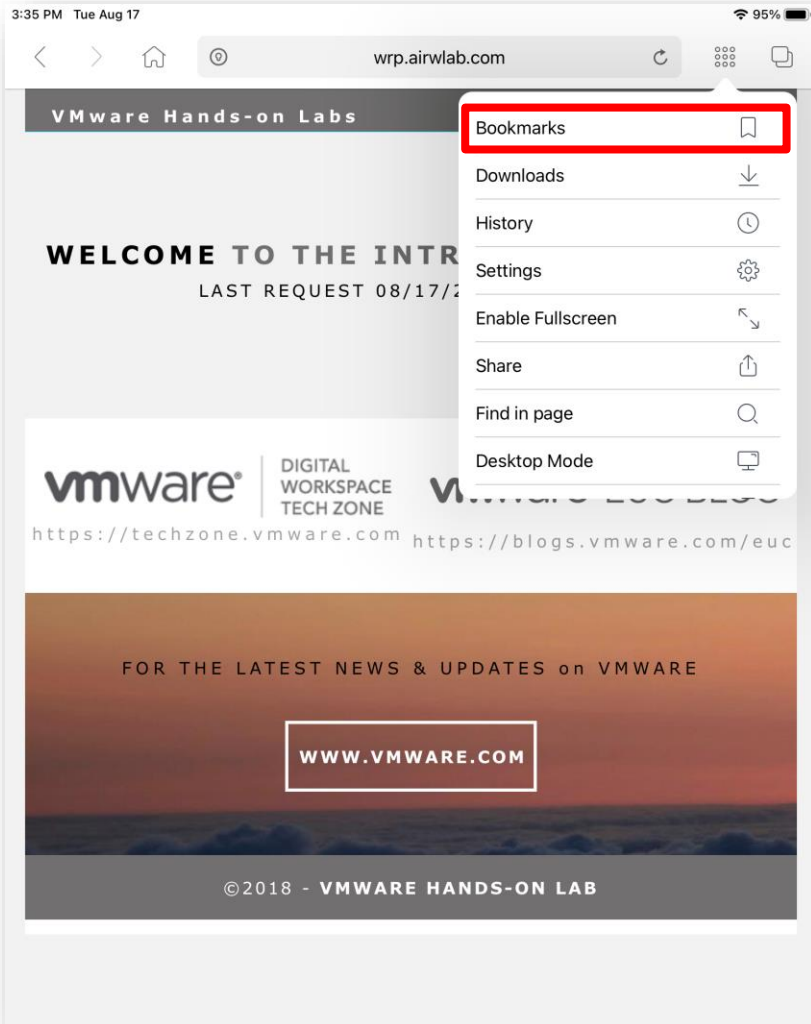 3:35 PM Tue Aug 17 95%
wrp.airwlab.com
VMware Hands-on Labs
Bookmarks
Downloads
History
Settings
Enable Fullscreen
Share
Find in page
Desktop Mode
WELCOME TO THE INTR
LAST REQUEST 08/17/2
vmware® DIGITAL
WORKSPACE
TECH ZONE
https://techzone.vmware.com
https://blogs.vmware.com/euc
FOR THE LATEST NEWS & UPDATES on VMWARE
WWW.VMWARE.COM
©2018 - VMWARE HANDS-ON LAB